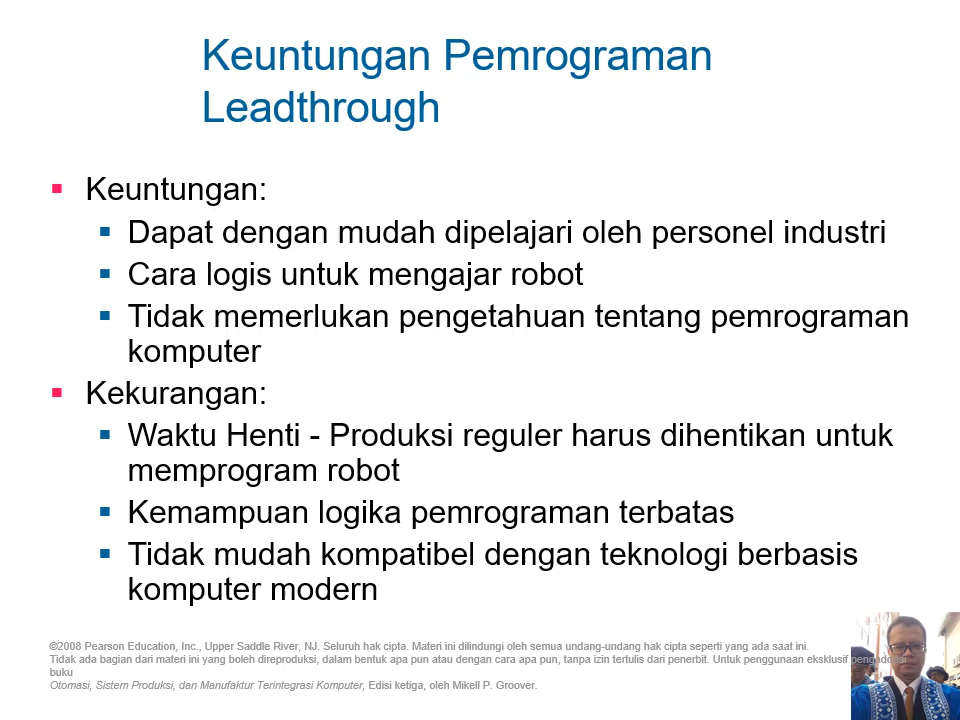 Keuntungan Pemrograman
Leadthrough
Keuntungan:
Dapat dengan mudah dipelajari oleh personel industri
Cara logis untuk mengajar robot
Tidak memerlukan pengetahuan tentang pemrograman
komputer
Kekurangan:
Waktu Henti - Produksi reguler harus dihentikan untuk
memprogram robot
Kemampuan logika pemrograman terbatas
Tidak mudah kompatibel dengan teknologi berbasis
komputer modern
©2008 Pearson Education, Inc., Upper Saddle River, NJ. Seluruh hak cipta. Materi ini dilindungi oleh semua undang-undang hak cipta seperti yang ada saat ini.
Tidak ada bagian dari materi ini yang boleh direproduksi, dalam bentuk apa pun atau dengan cara apa pun, tanpa izin tertulis dari penerbit. Untuk penggunaan eksklusif
buku
Otomasi, Sistem Produksi, dan Manufaktur Terintegrasi Komputer, Edisi ketiga, oleh Mikell P. Groover.